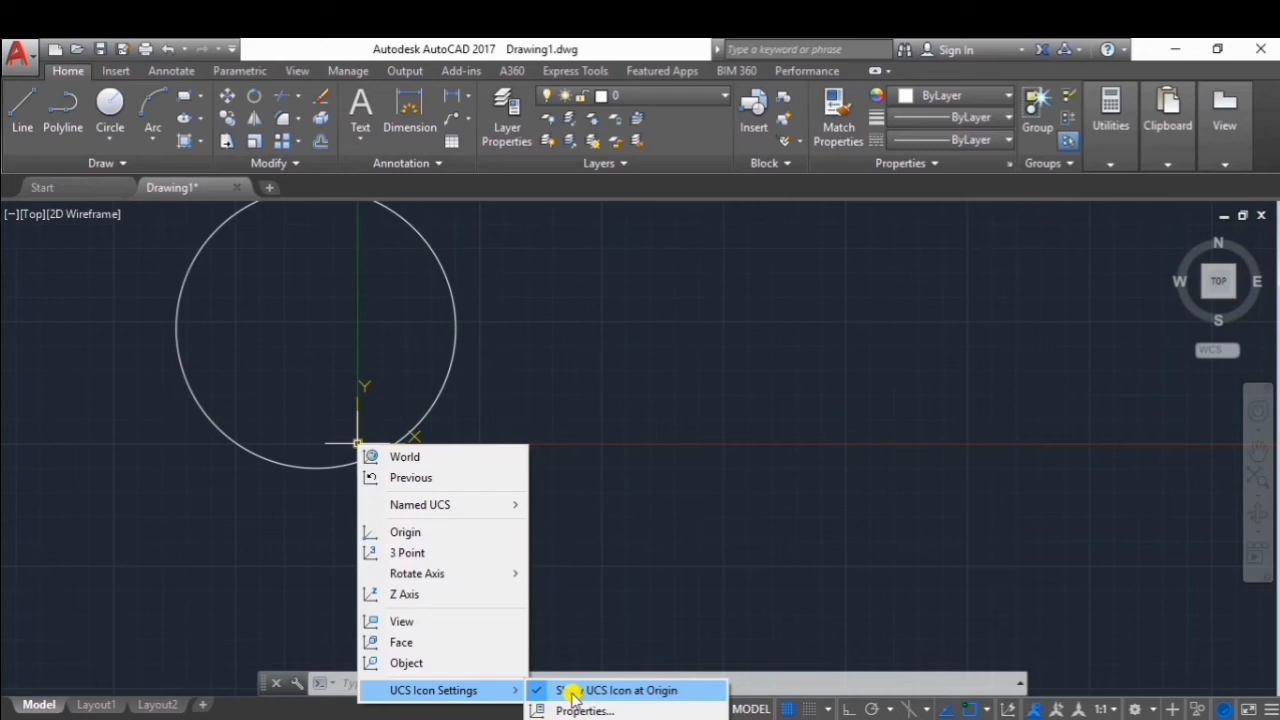 Autodesk AutoCAD 2017 Drawing1.dwg
Type a keyword or phrase
Sign In
Home Insert Annotate Parametric View Manage Output Add-ins A360 Express Tools Featured Apps BIM 360 Performance
Line Polyline Circle Arc
Text Dimension
Layer Properties
0
Insert
Match Properties
ByLayer
ByLayer
ByLayer
Group
Utilities
Clipboard
View
Draw Modify Annotation Layers Block Properties Groups
Start Drawing1*
[−][Top][2D Wireframe]
N
W TOP E
S
WCS
Y
X
World
Previous
Named UCS
Origin
3 Point
Rotate Axis
Z Axis
View
Face
Object
UCS Icon Settings
UCS Icon at Origin
Properties...
Model Layout1 Layout2
MODEL